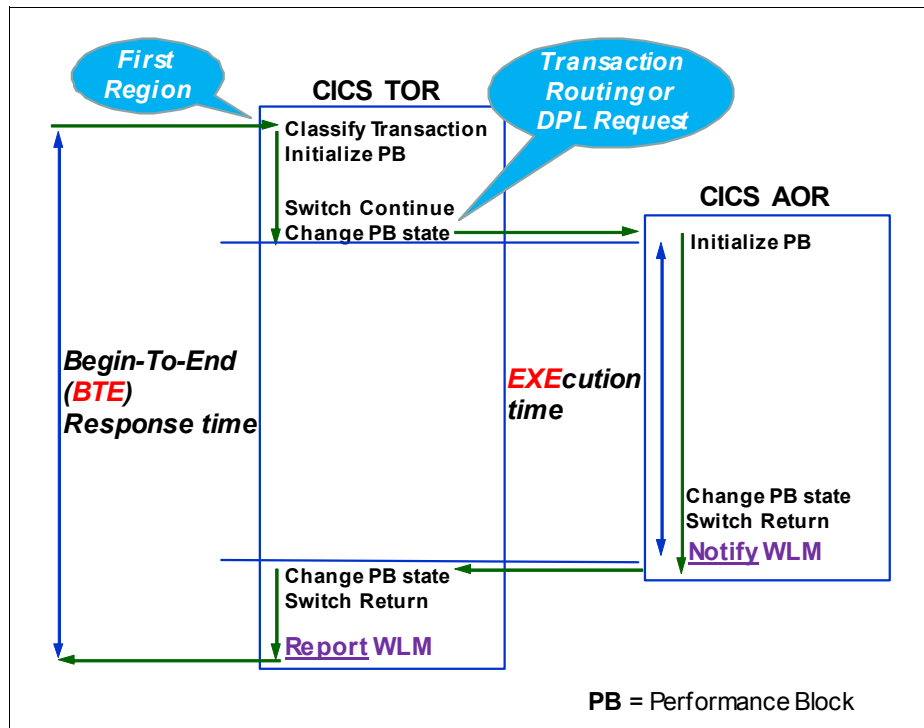 First
Region
CICS TOR
Transaction
Routing or
DPL Request
Classify Transaction
Initialize PB
Switch Continue
Change PB state
CICS AOR
Initialize PB
Begin-To-End
(BTE)
Response time
EXEcution
time
Change PB state
Switch Return
Notify WLM
Change PB state
Switch Return
Report WLM
PB = Performance Block